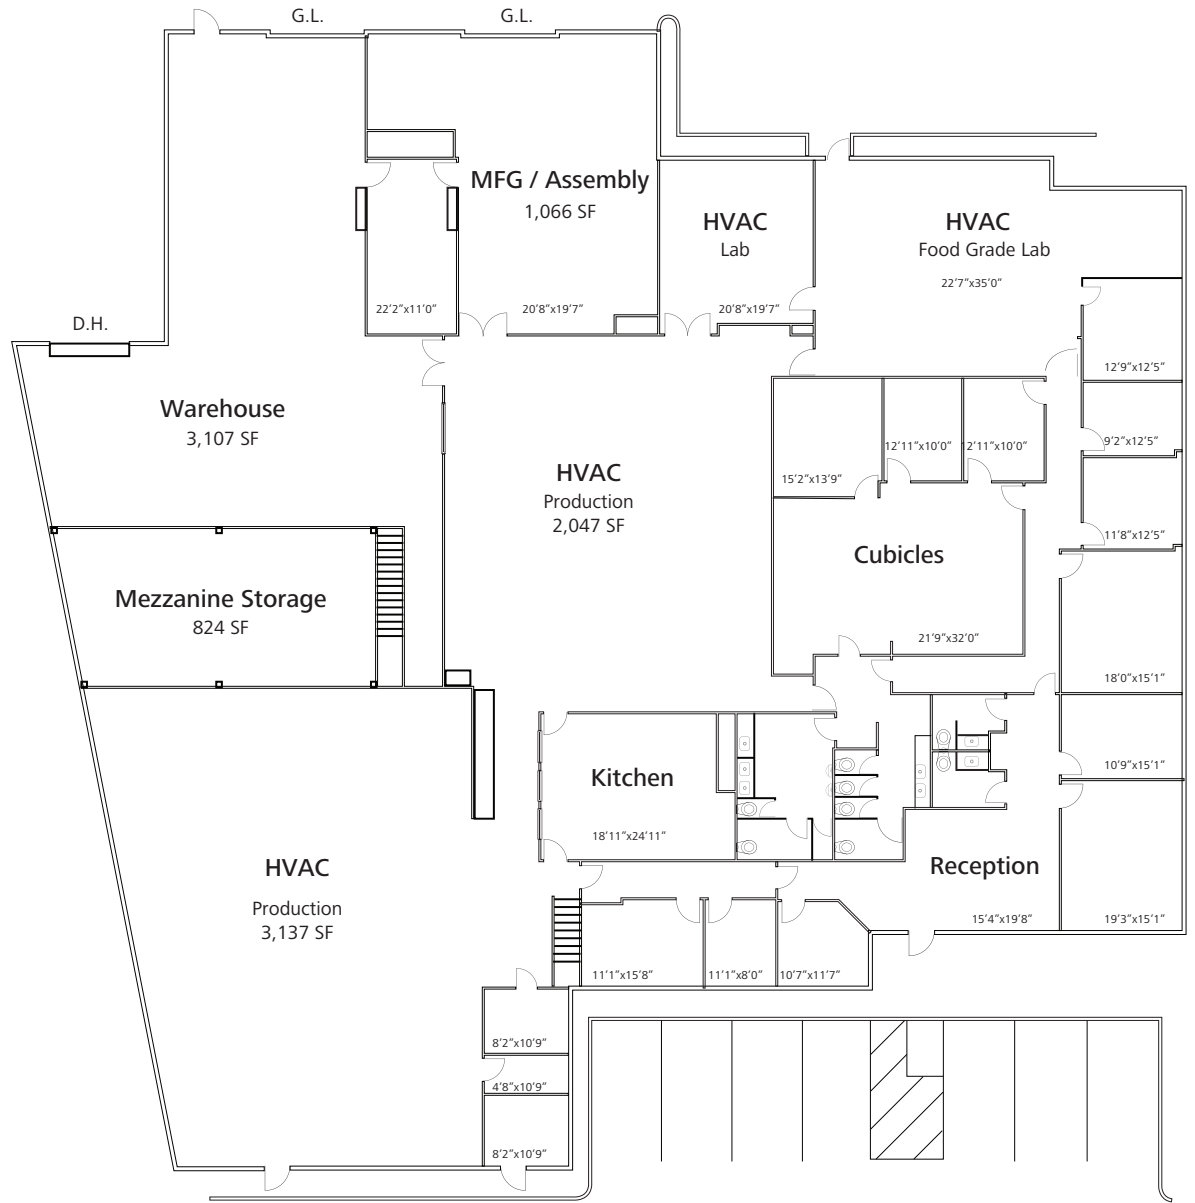 G.L.
G.L.
MFG / Assembly
1,066 SF
HVAC
Lab
HVAC
Food Grade Lab
22’7”x35’0”
22’2”x11’0”
20’8”x19’7”
20’8”x19’7”
D.H.
12’9”x12’5”
Warehouse
3,107 SF
9’2”x12’5”
12’11”x10’0”
12’11”x10’0”
HVAC
Production
2,047 SF
15’2”x13’9”
11’8”x12’5”
Cubicles
21’9”x32’0”
Mezzanine Storage
824 SF
18’0”x15’1”
Kitchen
18’11”x24’11”
10’9”x15’1”
HVAC
Production
3,137 SF
Reception
15’4”x19’8”
19’3”x15’1”
11’1”x15’8”
11’1”x8’0”
10’7”x11’7”
8’2”x10’9”
4’8”x10’9”
8’2”x10’9”